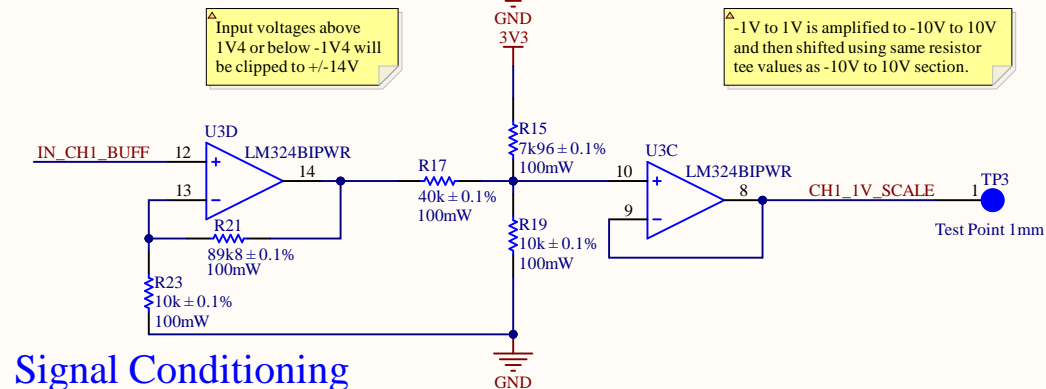 GND
3V3
Input voltages above
1V4 or below -1V4 will
be clipped to +/-14V
-1V to 1V is amplified to -10V to 10V
and then shifted using same resistor
tee values as -10V to 10V section.
IN_CH1_BUFF
12
13
U3D
LM324BIPWR
14
R21
89k8 ± 0.1%
100mW
R23
10k ± 0.1%
100mW
R17
40k ± 0.1%
100mW
R15
7k96 ± 0.1%
100mW
R19
10k ± 0.1%
100mW
10
9
U3C
LM324BIPWR
8
CH1_1V_SCALE
1
TP3
Test Point 1mm
GND
Signal Conditioning